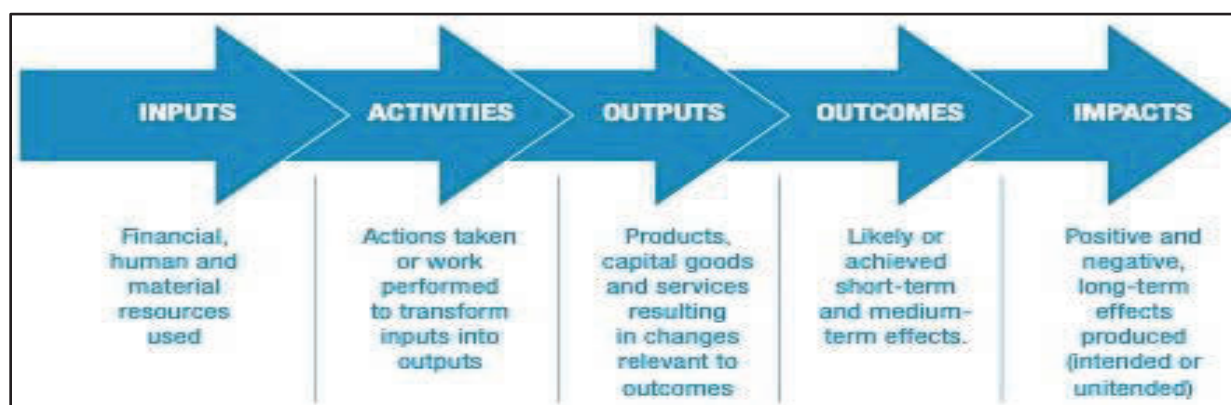 INPUTS
ACTIVITIES
OUTPUTS
OUTCOMES
IMPACTS
Financial,
human and
material
resources
used
Actions taken
or work
performed
to transform
inputs into
outputs
Products,
capital goods
and services
resulting
in changes
relevant to
outcomes
Likely or
achieved
short-term
and medium-
term effects.
Positive and
negative,
long-term
effects
produced
(intended or
unitended)